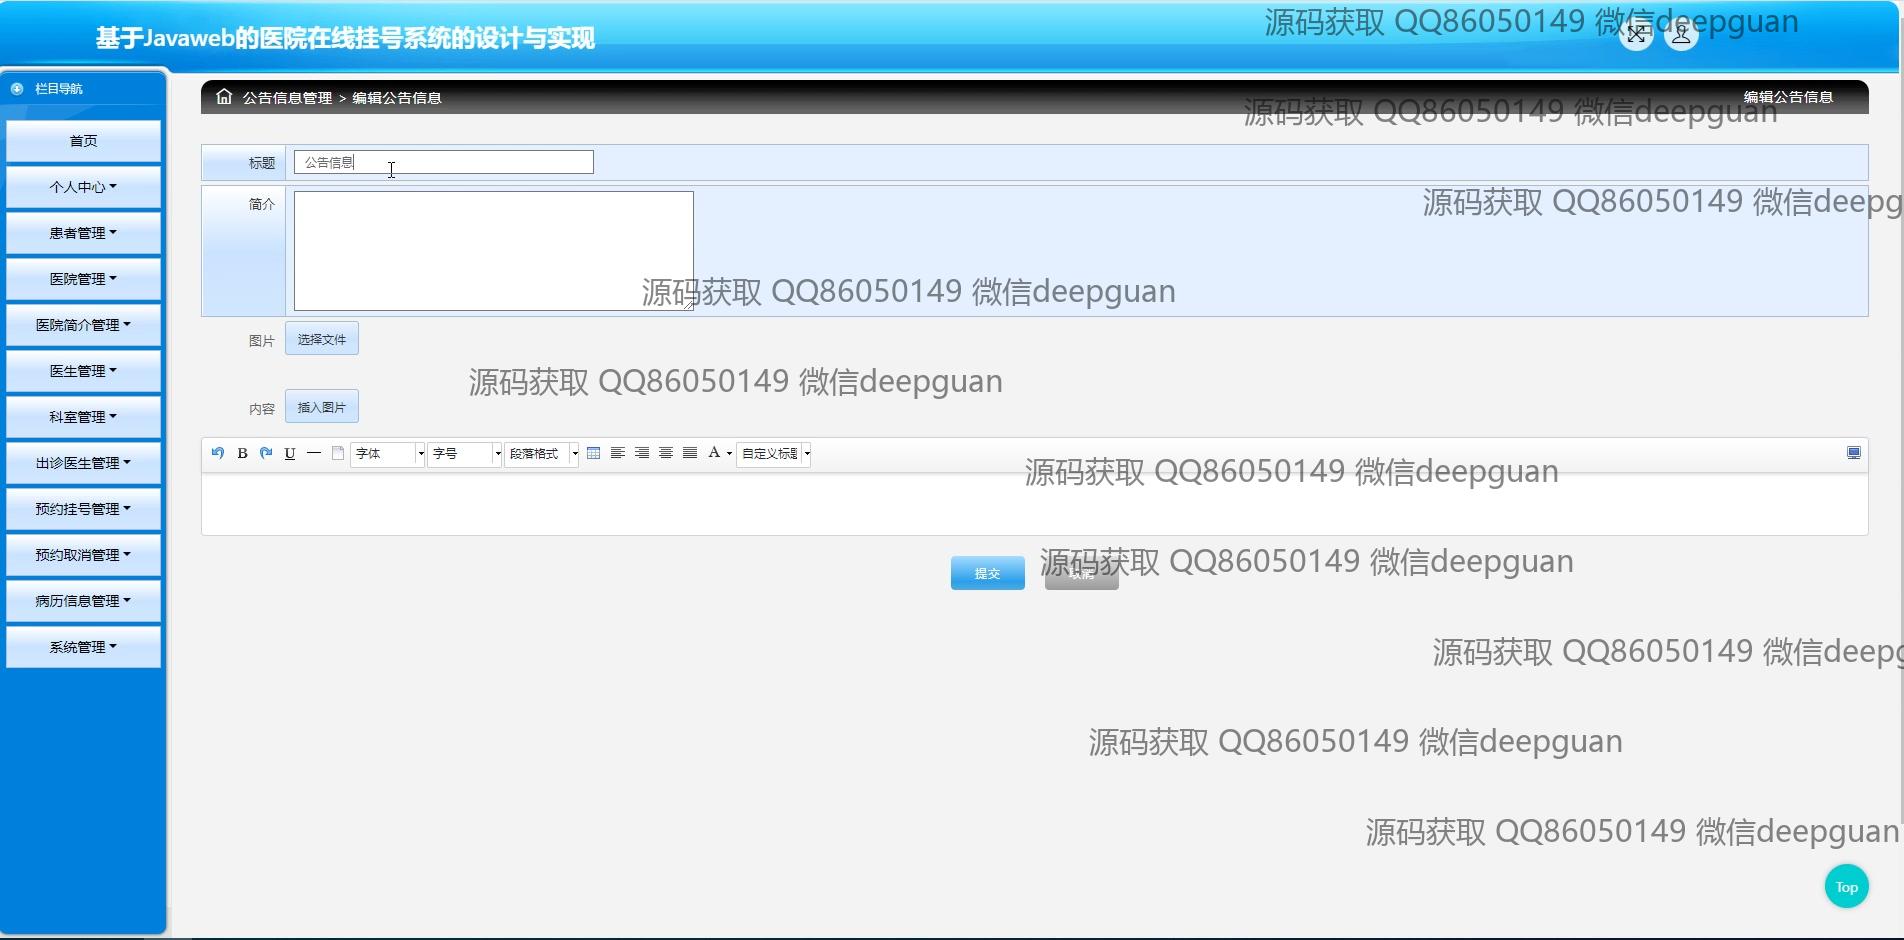 基于Javaweb的医院在线挂号系统的设计与实现
源码获取 QQ86050149 微信deepguan
栏目导航
首页
个人中心
患者管理
医院管理
医院简介管理
医生管理
科室管理
出诊医生管理
预约挂号管理
预约取消管理
病历信息管理
系统管理
公告信息管理 > 编辑公告信息
编辑公告信息
源码获取 QQ86050149 微信deepguan
标题
公告信息
简介
源码获取 QQ86050149 微信deepg
源码获取 QQ86050149 微信deepguan
图片
选择文件
源码获取 QQ86050149 微信deepguan
内容
插入图片
B U 字体 字号 段落格式 A 自定义标题
源码获取 QQ86050149 微信deepguan
提交
取消
源码获取 QQ86050149 微信deepguan
源码获取 QQ86050149 微信deepg
源码获取 QQ86050149 微信deepguan
源码获取 QQ86050149 微信deepguan
Top